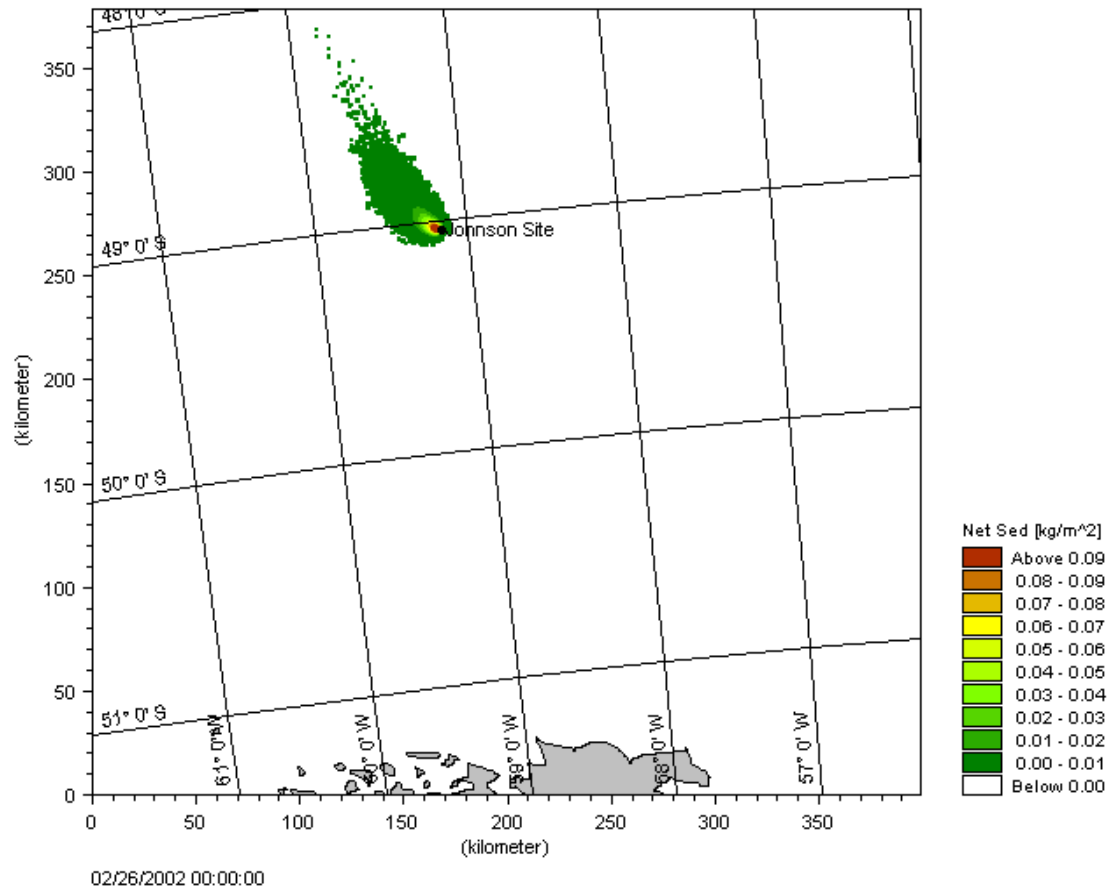 48°0' S
350
300
Johnson Site
49° 0' S
250
(kilometer)
200
50° 0' S
150
100
50
51° 0' S
61° 0' W
60° 0' W
59° 0' W
58° 0' W
57° 0' W
0
0 50 100 150 200 250 300 350
(kilometer)
02/26/2002 00:00:00
Net Sed [kg/m^2]
Above 0.09
0.08 - 0.09
0.07 - 0.08
0.06 - 0.07
0.05 - 0.06
0.04 - 0.05
0.03 - 0.04
0.02 - 0.03
0.01 - 0.02
0.00 - 0.01
Below 0.00